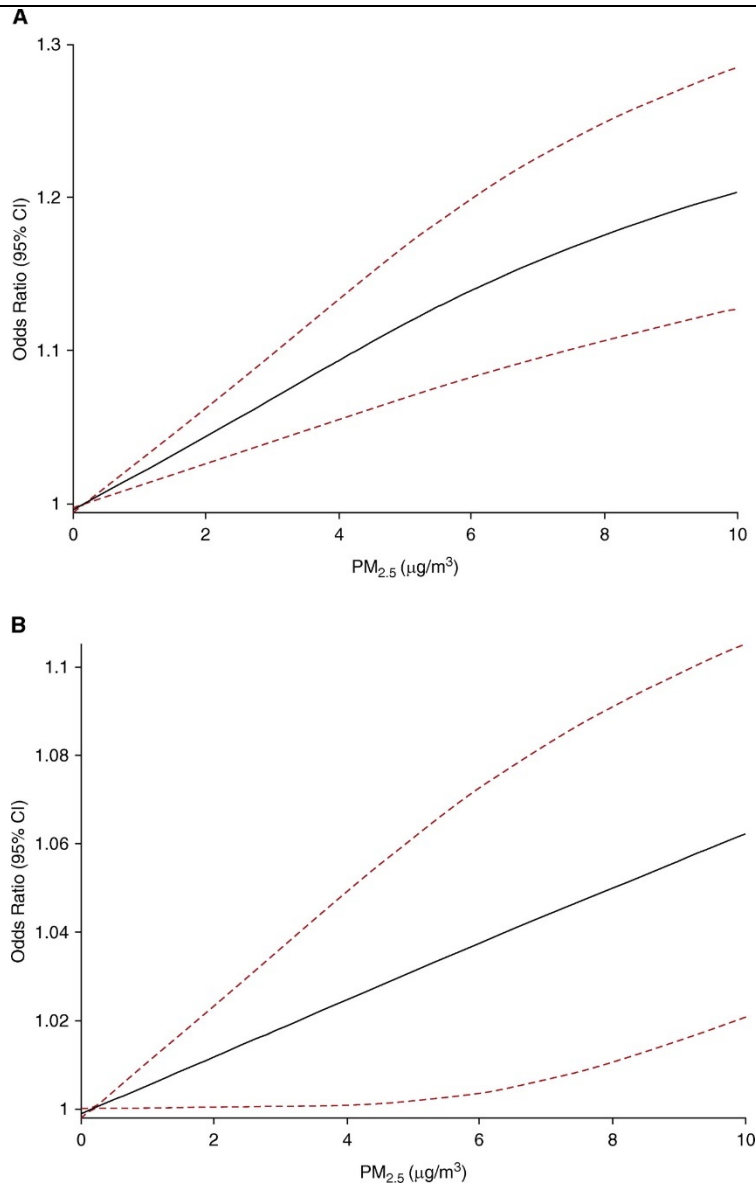 A
1.3
1.2
1.1
1
Odds Ratio (95% CI)
0 2 4 6 8 10
PM2.5 (μg/m3)
B
1.1
1.08
1.06
1.04
1.02
1
Odds Ratio (95% CI)
0 2 4 6 8 10
PM2.5 (μg/m3)